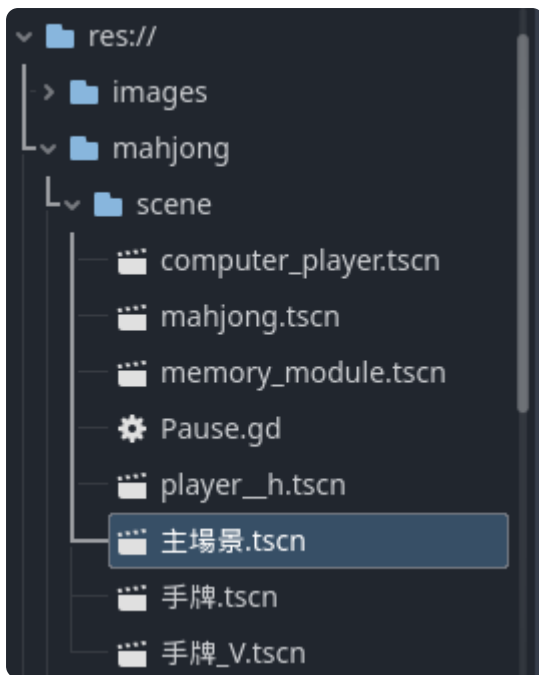 res://
images
mahjong
scene
computer_player.tscn
mahjong.tscn
memory_module.tscn
Pause.gd
player__h.tscn
主場景.tscn
手牌.tscn
手牌_V.tscn